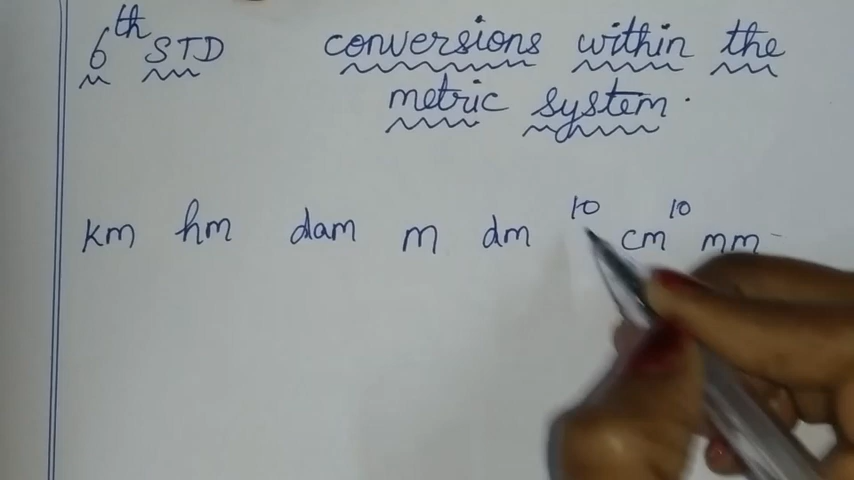 6th STD conversions within the
metric system.
km hm dam m dm 10 cm 10 mm